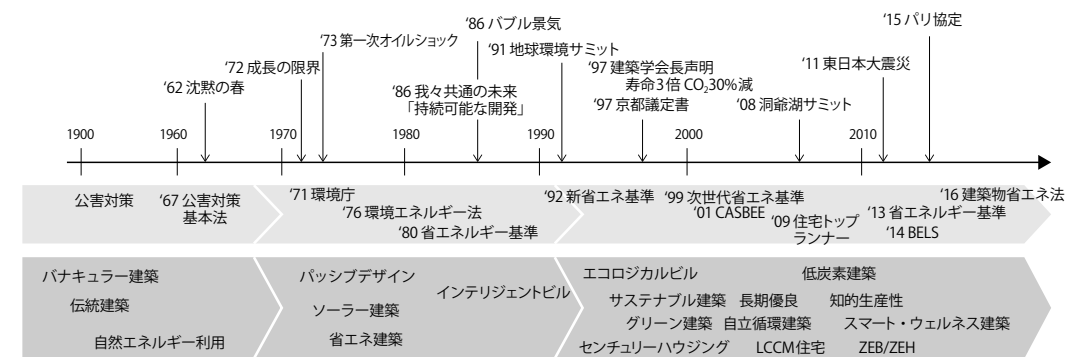 '86 バブル景気
'15 パリ協定
'73 第一次オイルショック
'91 地球環境サミット
'72 成長の限界
'97 建築学会長声明
寿命3倍 CO₂30%減
'11 東日本大震災
'62 沈黙の春
'86 我々共通の未来
「持続可能な開発」
'97 京都議定書
'08 洞爺湖サミット
1900 1960 1970 1980 1990 2000 2010
公害対策
'67 公害対策
基本法
'71 環境庁
'76 環境エネルギー法
'80 省エネルギー基準
'92 新省エネ基準
'99 次世代省エネ基準
'01 CASBEE
'09 住宅トップ
ランナー
'16 建築物省エネ法
'13 省エネルギー基準
'14 BELS
バナキュラー建築
伝統建築
自然エネルギー利用
パッシブデザイン
ソーラー建築
省エネ建築
インテリジェントビル
エコロジカルビル 低炭素建築
サステナブル建築 長期優良 知的生産性
グリーン建築 自立循環建築 スマート・ウェルネス建築
センチュリーハウジング LCCM住宅 ZEB/ZEH